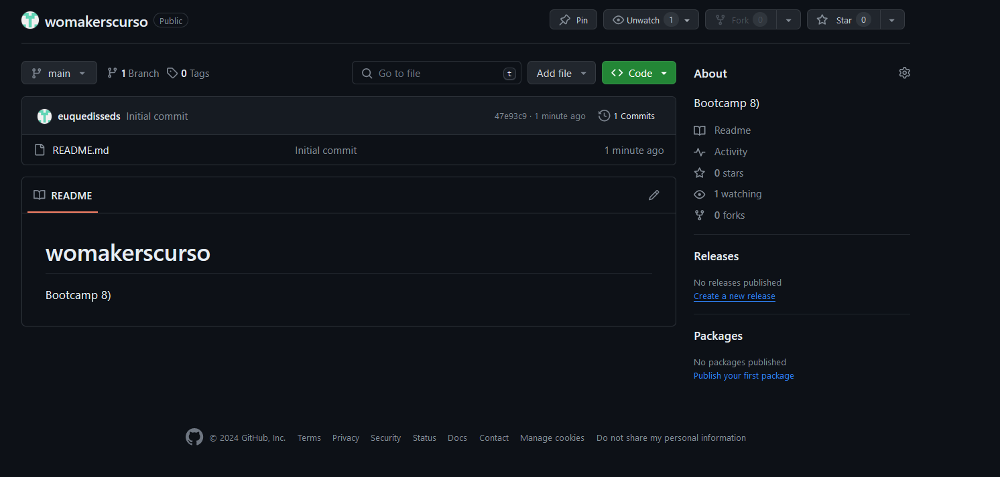 womakerscurso Public Pin Unwatch 1 Fork 0 Star 0
main 1 Branch 0 Tags Go to file t Add file Code
euquedisseds Initial commit 47e93c9 · 1 minute ago 1 Commits
README.md Initial commit 1 minute ago
README
womakerscurso
Bootcamp 8)
About
Bootcamp 8)
Readme
Activity
0 stars
1 watching
0 forks
Releases
No releases published
Create a new release
Packages
No packages published
Publish your first package
© 2024 GitHub, Inc. Terms Privacy Security Status Docs Contact Manage cookies Do not share my personal information